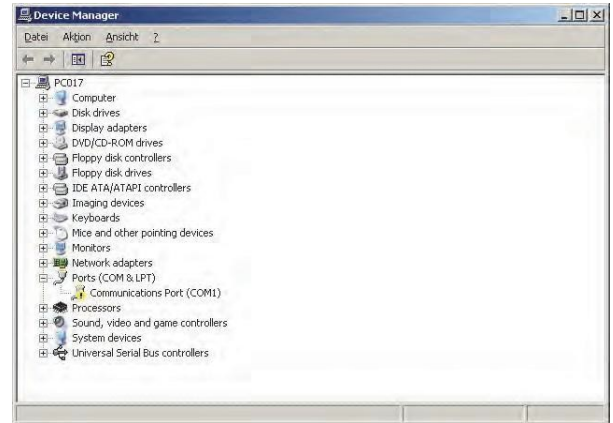 Device Manager
Datei Aktion Ansicht ?
PC017
Computer
Disk drives
Display adapters
DVD/CD-ROM drives
Floppy disk controllers
Floppy disk drives
IDE ATA/ATAPI controllers
Imaging devices
Keyboards
Mice and other pointing devices
Monitors
Network adapters
Ports (COM & LPT)
Communications Port (COM1)
Processors
Sound, video and game controllers
System devices
Universal Serial Bus controllers